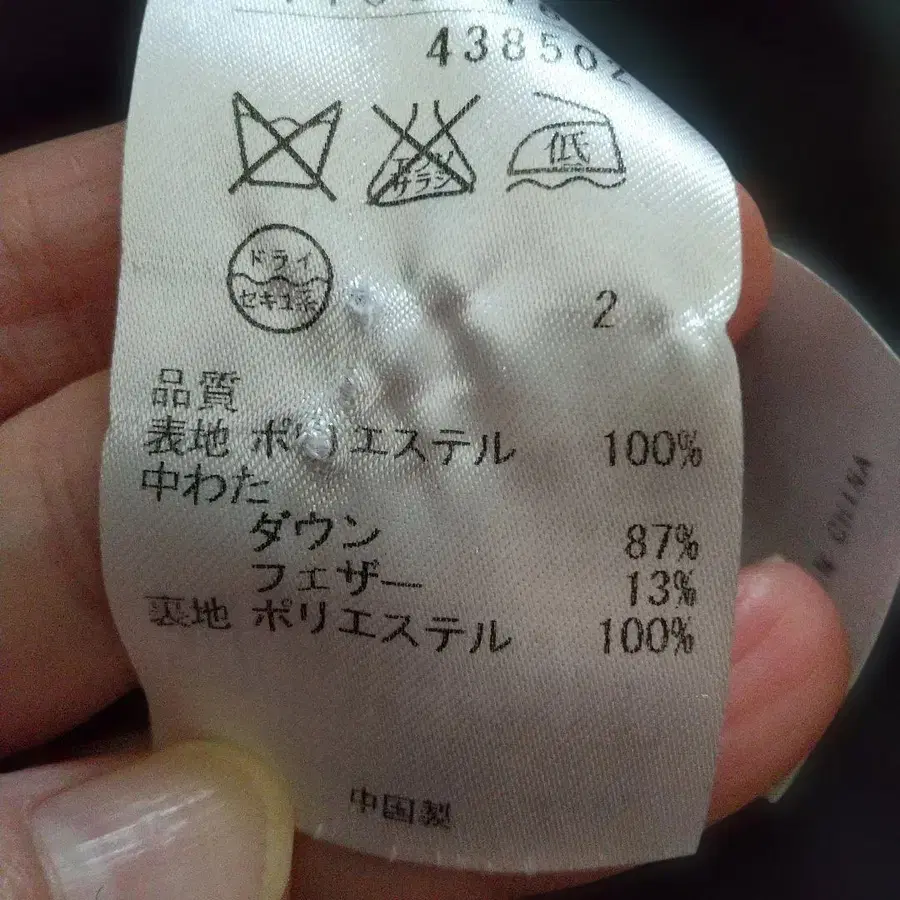 438502
エンソ
サラシ
低
ドライ
セキユ系
2
品質
表地 ポリエステル 100%
中わた
ダウン 87%
フェザー 13%
裏地 ポリエステル 100%
中国製
CHINA